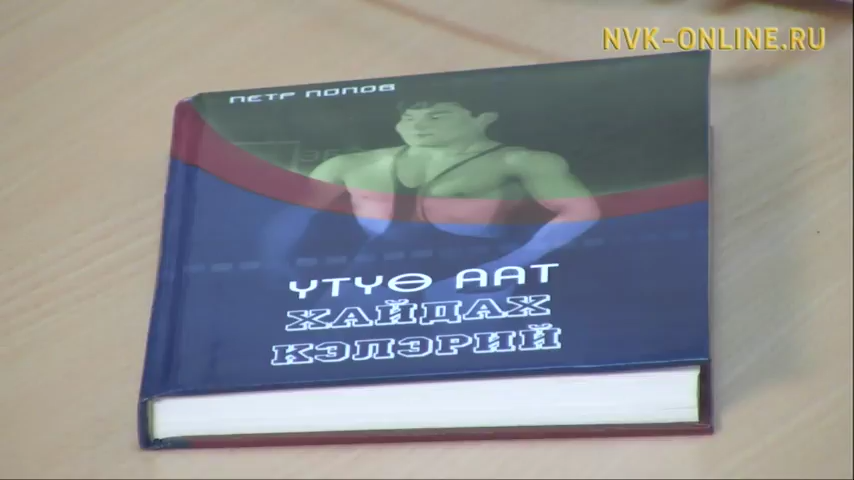 NVK-ONLINE.RU
ПЕТР ПОПОВ
ҮТҮӨ ААТ
ХАЙДАХ
КЭЛЭРИЙ